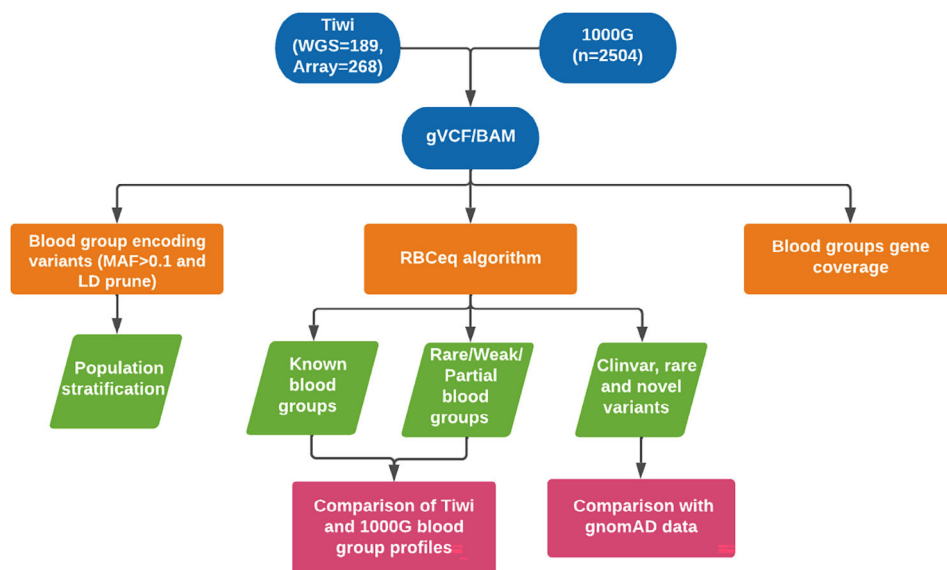 Tiwi
(WGS=189,
Array=268)
1000G
(n=2504)
gVCF/BAM
Blood group encoding
variants (MAF>0.1 and
LD prune)
RBCeq algorithm
Blood groups gene
coverage
Population
stratification
Known
blood
groups
Rare/Weak/
Partial
blood
groups
Clinvar, rare
and novel
variants
Comparison of Tiwi
and 1000G blood
group profiles
Comparison with
gnomAD data